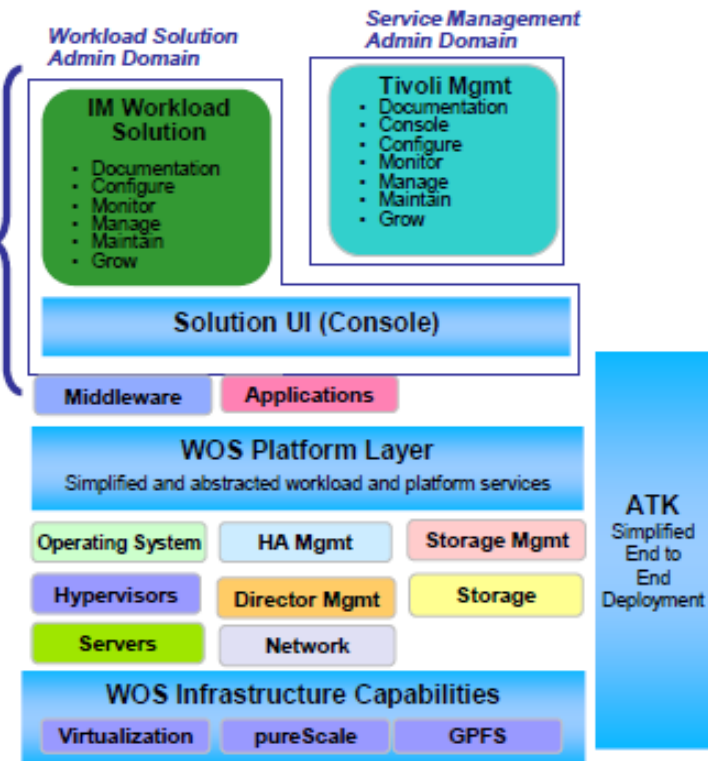 Workload Solution
Admin Domain
Service Management
Admin Domain
IM Workload
Solution
• Documentation
• Configure
• Monitor
• Manage
• Maintain
• Grow
Tivoli Mgmt
• Documentation
• Console
• Configure
• Monitor
• Manage
• Maintain
• Grow
Solution UI (Console)
Middleware
Applications
WOS Platform Layer
Simplified and abstracted workload and platform services
Operating System
HA Mgmt
Storage Mgmt
Hypervisors
Director Mgmt
Storage
Servers
Network
WOS Infrastructure Capabilities
Virtualization
pureScale
GPFS
ATK
Simplified
End to
End
Deployment